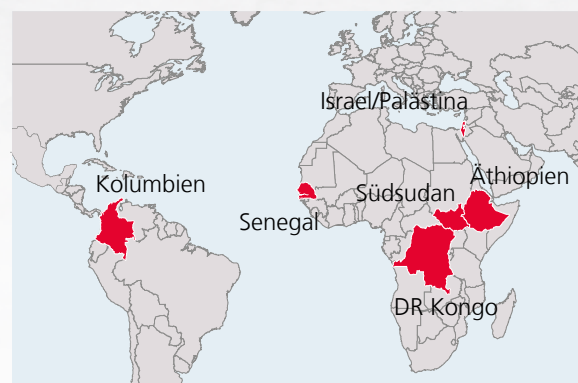 Israel/Palästina
Kolumbien
Äthiopien
Südsudan
Senegal
DR Kongo